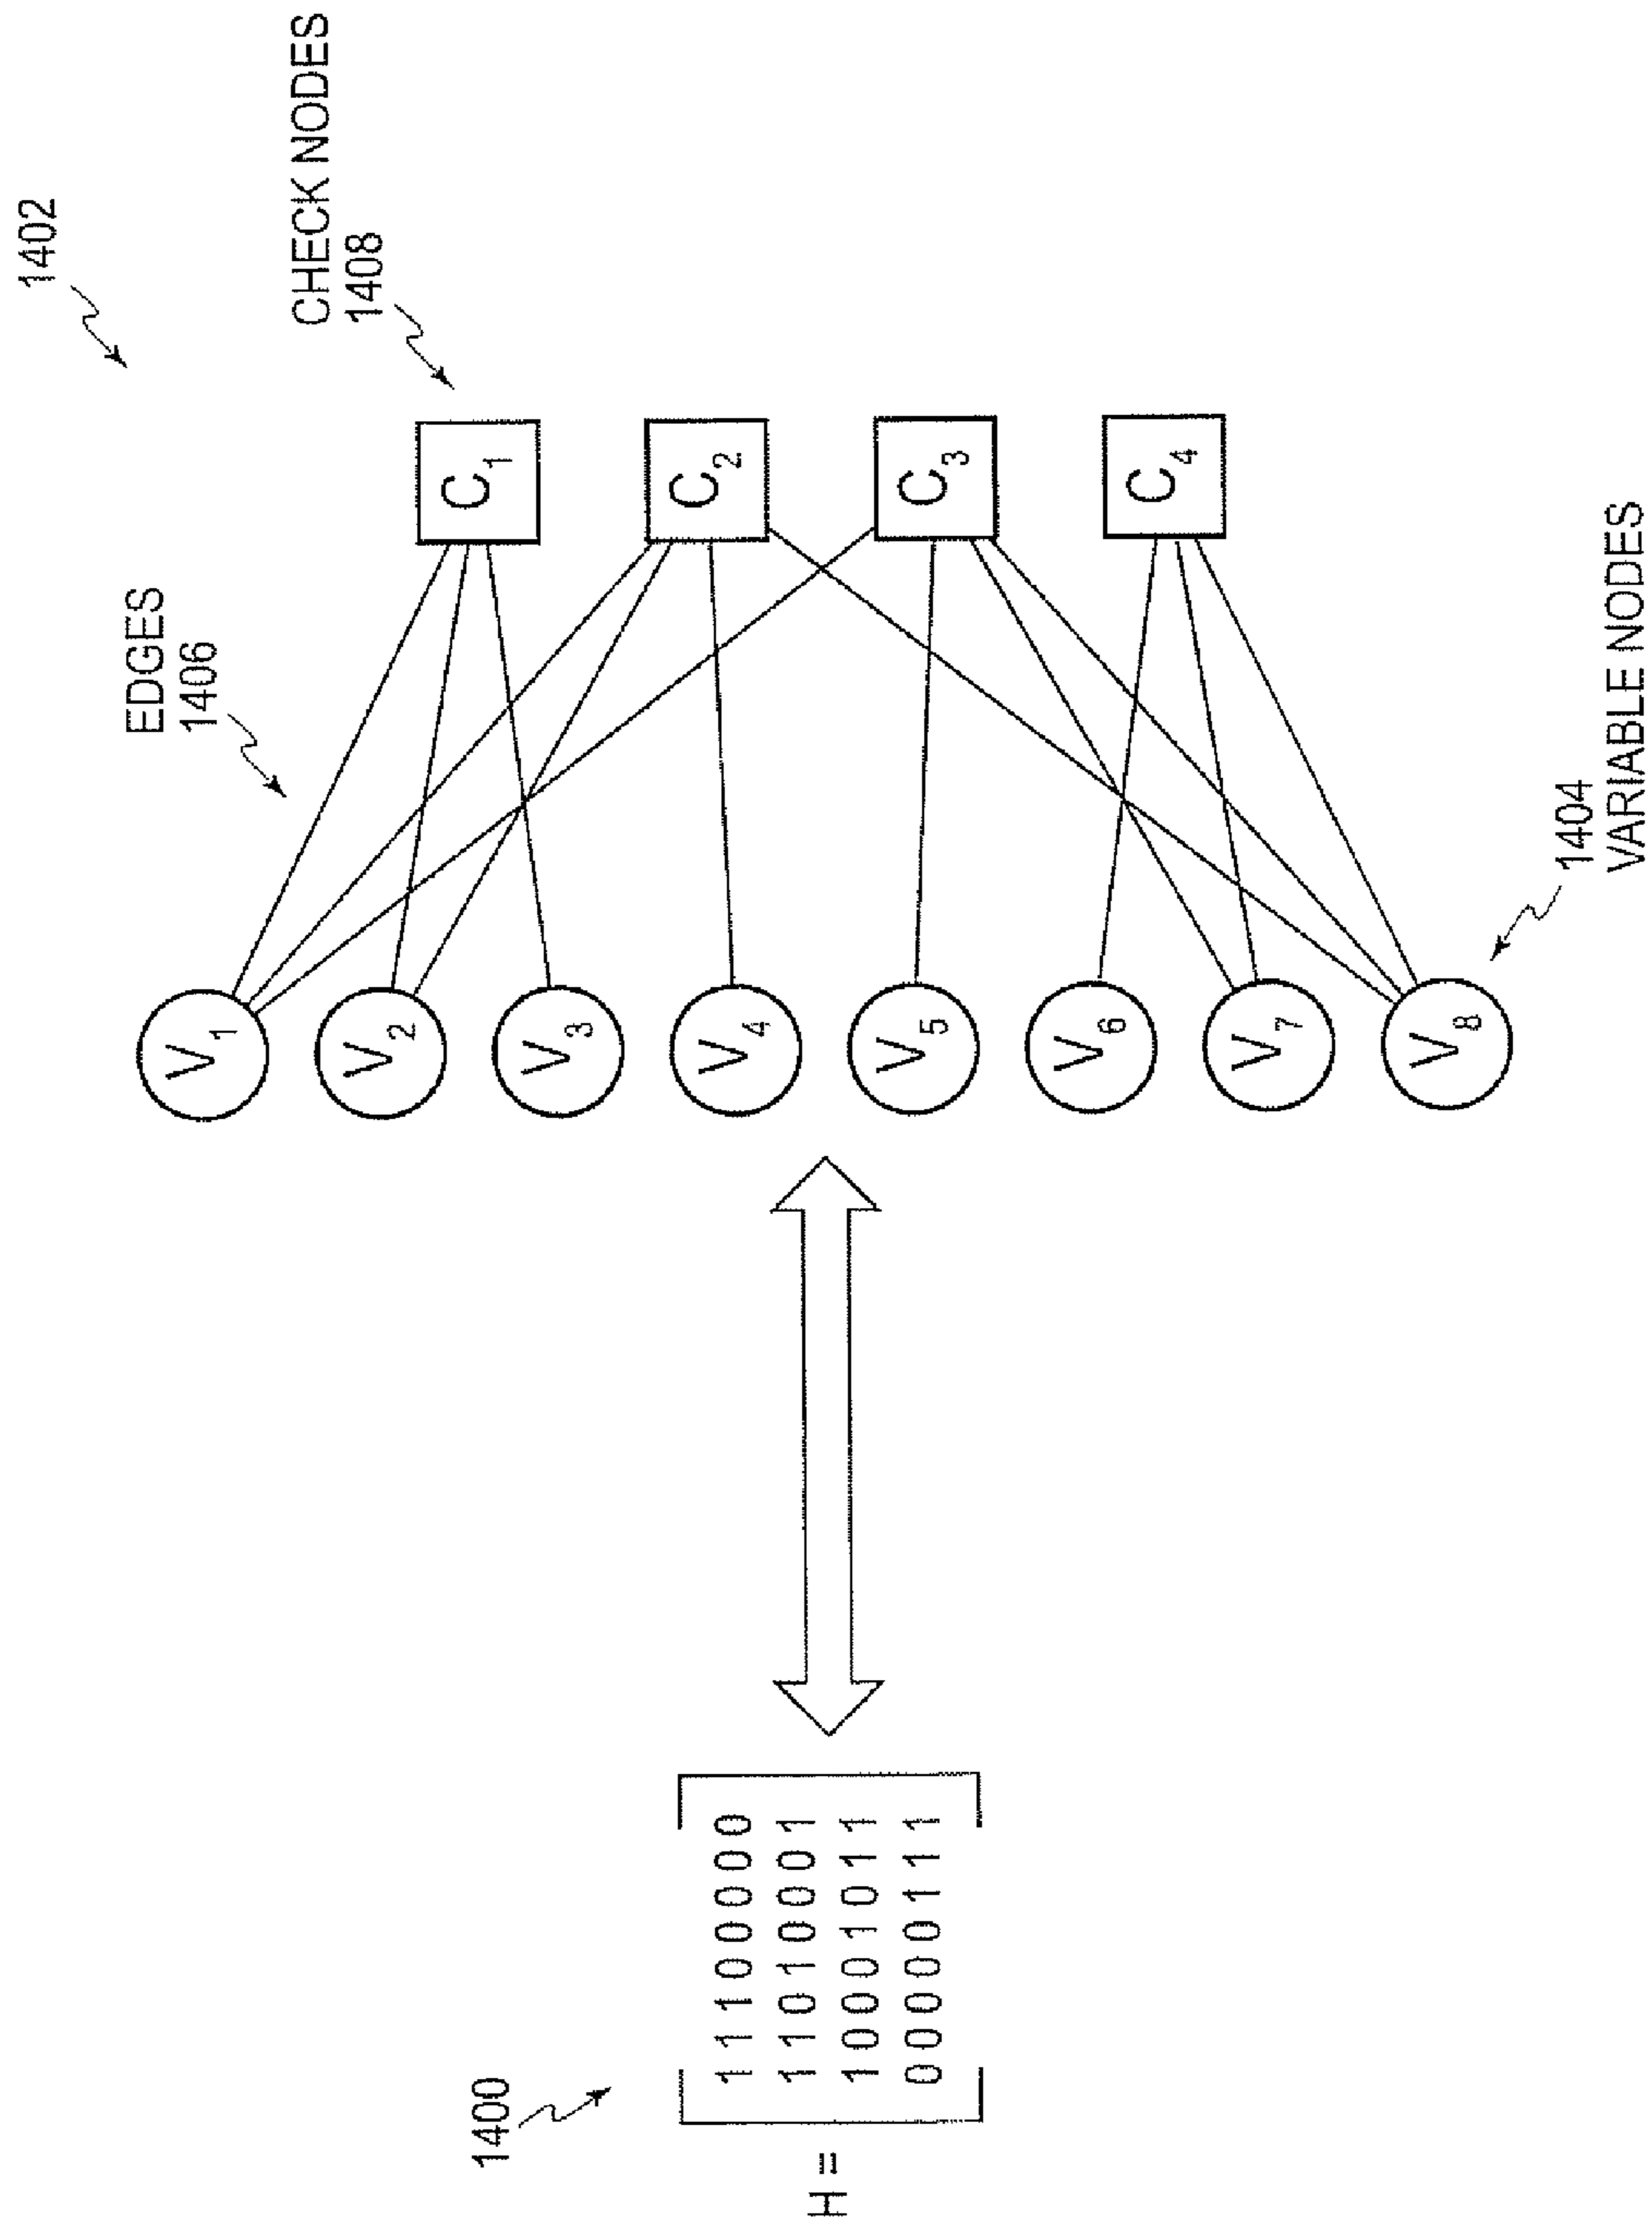 1400
H =
1 1 1 0 0 0 0 0
1 1 0 1 0 0 0 1
1 0 0 0 1 0 1 1
0 0 0 0 0 1 1 1
1402
EDGES
1406
CHECK NODES
1408
V1
V2
V3
V4
V5
V6
V7
V8
C1
C2
C3
C4
1404
VARIABLE NODES